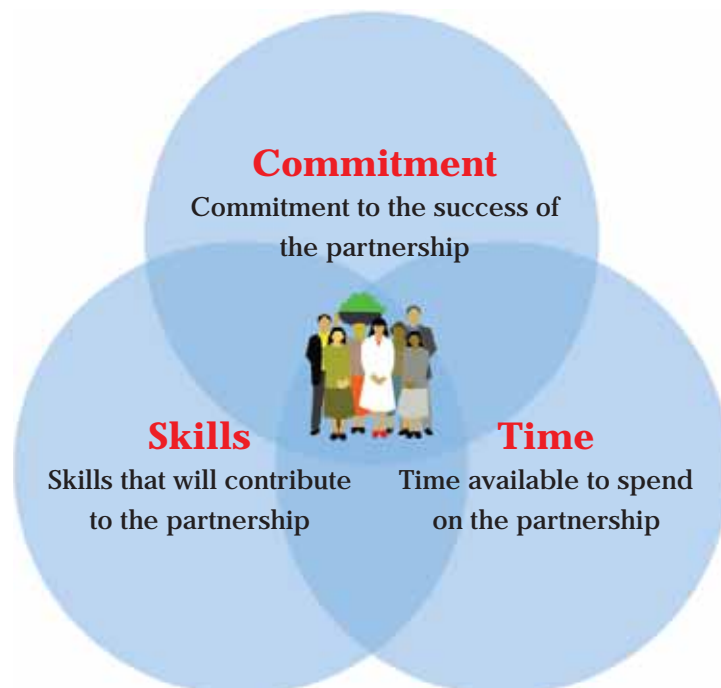 Commitment
Commitment to the success of
the partnership
Skills
Skills that will contribute
to the partnership
Time
Time available to spend
on the partnership